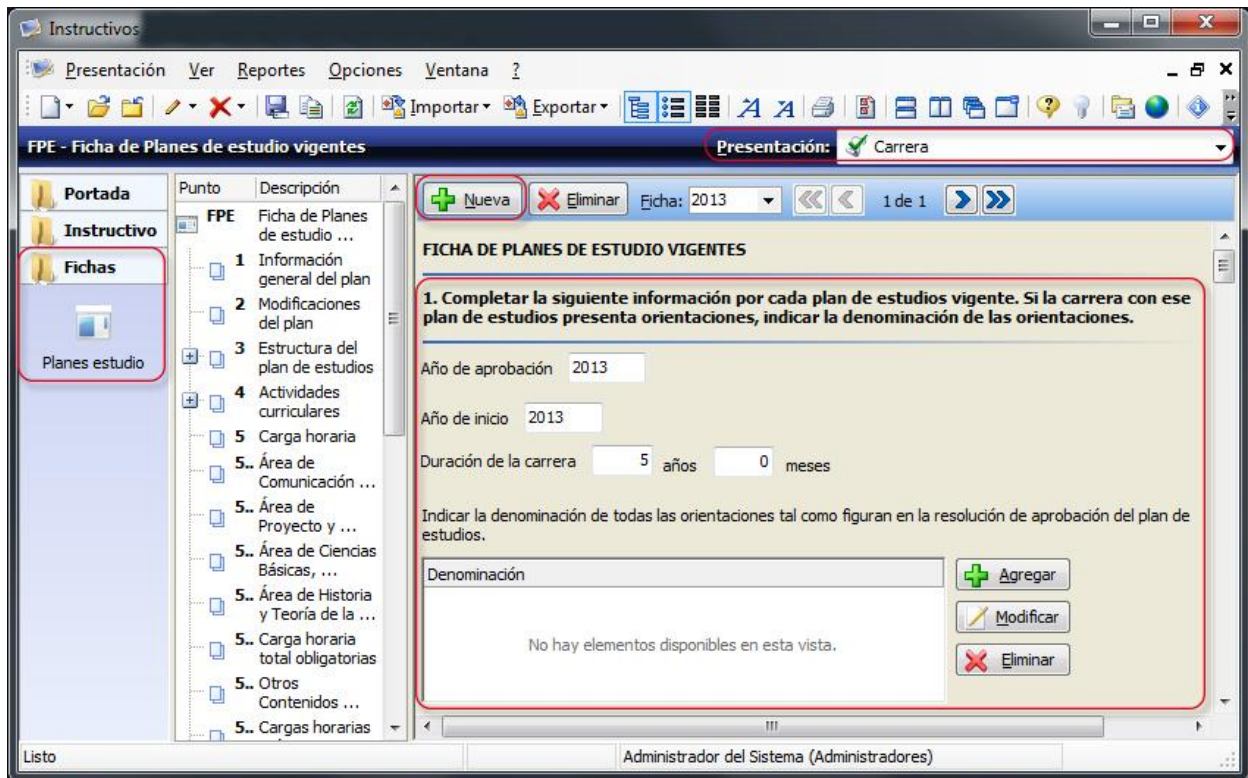 Instructivos
Presentación Ver Reportes Opciones Ventana ?
Importar Exportar
FPE - Ficha de Planes de estudio vigentes
Presentación: Carrera
Portada
Instructivo
Fichas
Planes estudio
Punto Descripción
FPE Ficha de Planes
de estudio ...
1 Información
general del plan
2 Modificaciones
del plan
3 Estructura del
plan de estudios
4 Actividades
curriculares
5 Carga horaria
5.. Área de
Comunicación ...
5.. Área de
Proyecto y ...
5.. Área de Ciencias
Básicas, ...
5.. Área de Historia
y Teoría de la ...
5.. Carga horaria
total obligatorias
5.. Otros
Contenidos ...
5.. Cargas horarias
Nueva Eliminar Ficha: 2013 1 de 1
FICHA DE PLANES DE ESTUDIO VIGENTES
1. Completar la siguiente información por cada plan de estudios vigente. Si la carrera con ese
plan de estudios presenta orientaciones, indicar la denominación de las orientaciones.
Año de aprobación 2013
Año de inicio 2013
Duración de la carrera 5 años 0 meses
Indicar la denominación de todas las orientaciones tal como figuran en la resolución de aprobación del plan de
estudios.
Denominación
No hay elementos disponibles en esta vista.
Agregar
Modificar
Eliminar
Listo
Administrador del Sistema (Administradores)